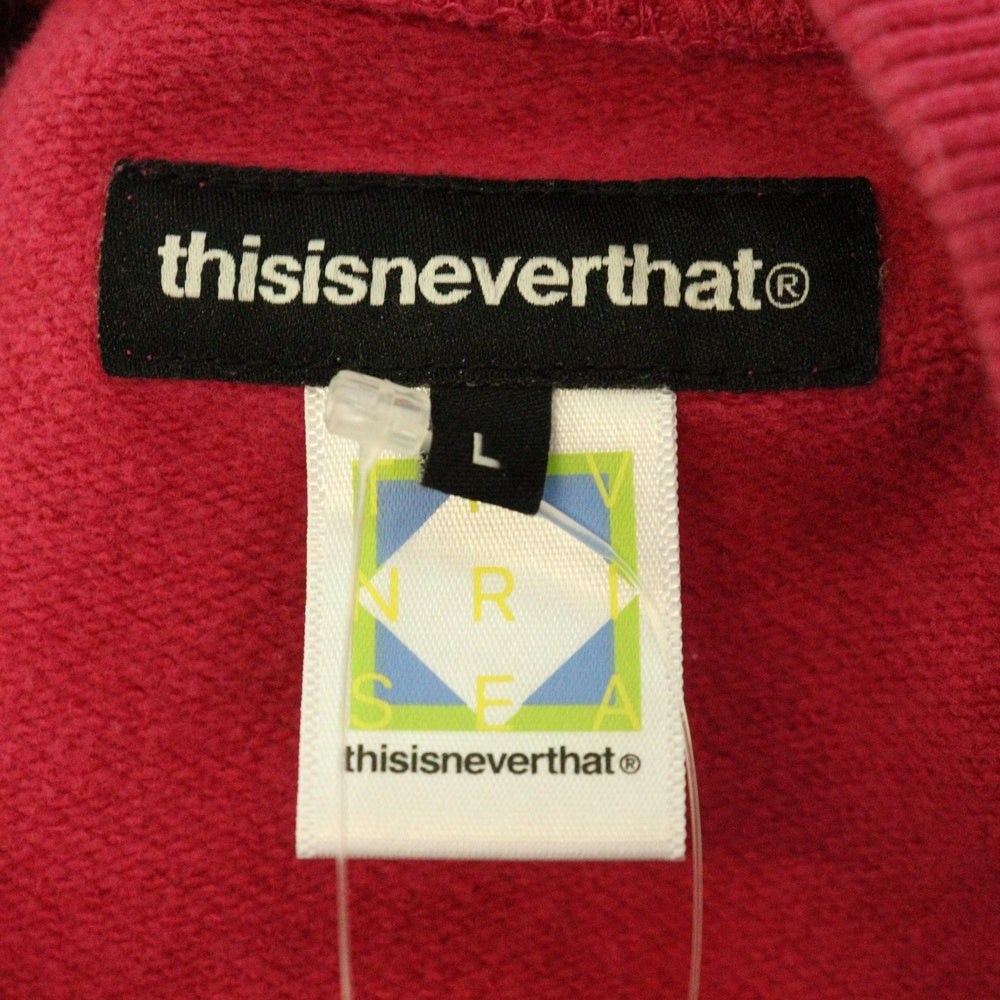 thisisneverthat®
L
T Y V
N R I
S E A
thisisneverthat®